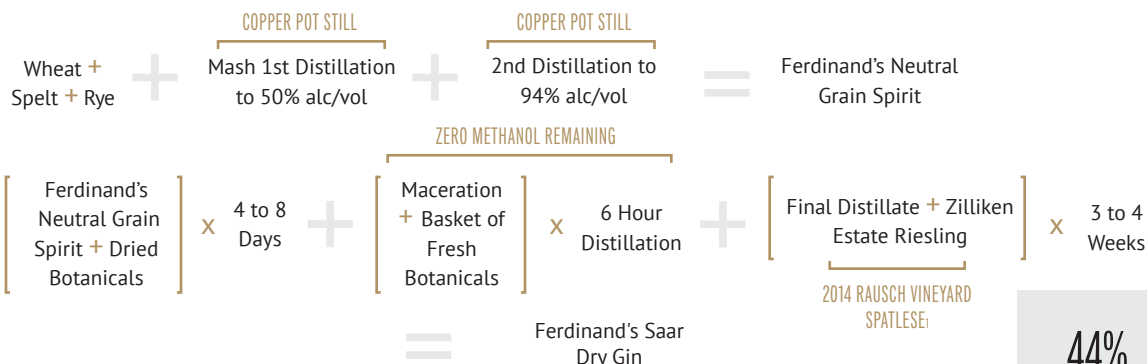 COPPER POT STILL
COPPER POT STILL
Wheat +
Spelt + Rye
+
Mash 1st Distillation
to 50% alc/vol
+
2nd Distillation to
94% alc/vol
=
Ferdinand's Neutral
Grain Spirit
ZERO METHANOL REMAINING
Ferdinand's
Neutral Grain
Spirit + Dried
Botanicals
x
4 to 8
Days
+
Maceration
+ Basket of
Fresh
Botanicals
x
6 Hour
Distillation
+
Final Distillate + Zilliken
Estate Riesling
x
3 to 4
Weeks
2014 RAUSCH VINEYARD
SPATLESE1
=
Ferdinand's Saar
Dry Gin
44%